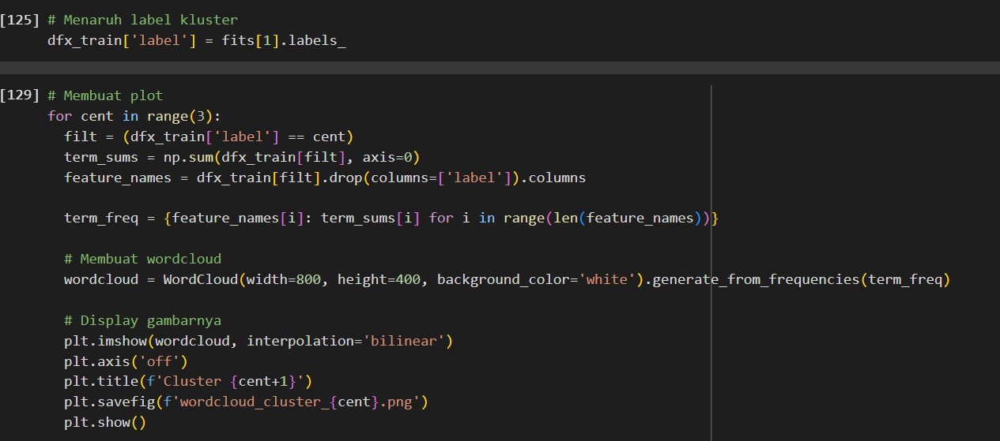 [125] # Menaruh label kluster
dfx_train['label'] = fits[1].labels_
[129] # Membuat plot
for cent in range(3):
  filt = (dfx_train['label'] == cent)
  term_sums = np.sum(dfx_train[filt], axis=0)
  feature_names = dfx_train[filt].drop(columns=['label']).columns
  term_freq = {feature_names[i]: term_sums[i] for i in range(len(feature_names))}
  # Membuat wordcloud
  wordcloud = WordCloud(width=800, height=400, background_color='white').generate_from_frequencies(term_freq)
  # Display gambarnya
  plt.imshow(wordcloud, interpolation='bilinear')
  plt.axis('off')
  plt.title(f'Cluster {cent+1}')
  plt.savefig(f'wordcloud_cluster_{cent}.png')
  plt.show()